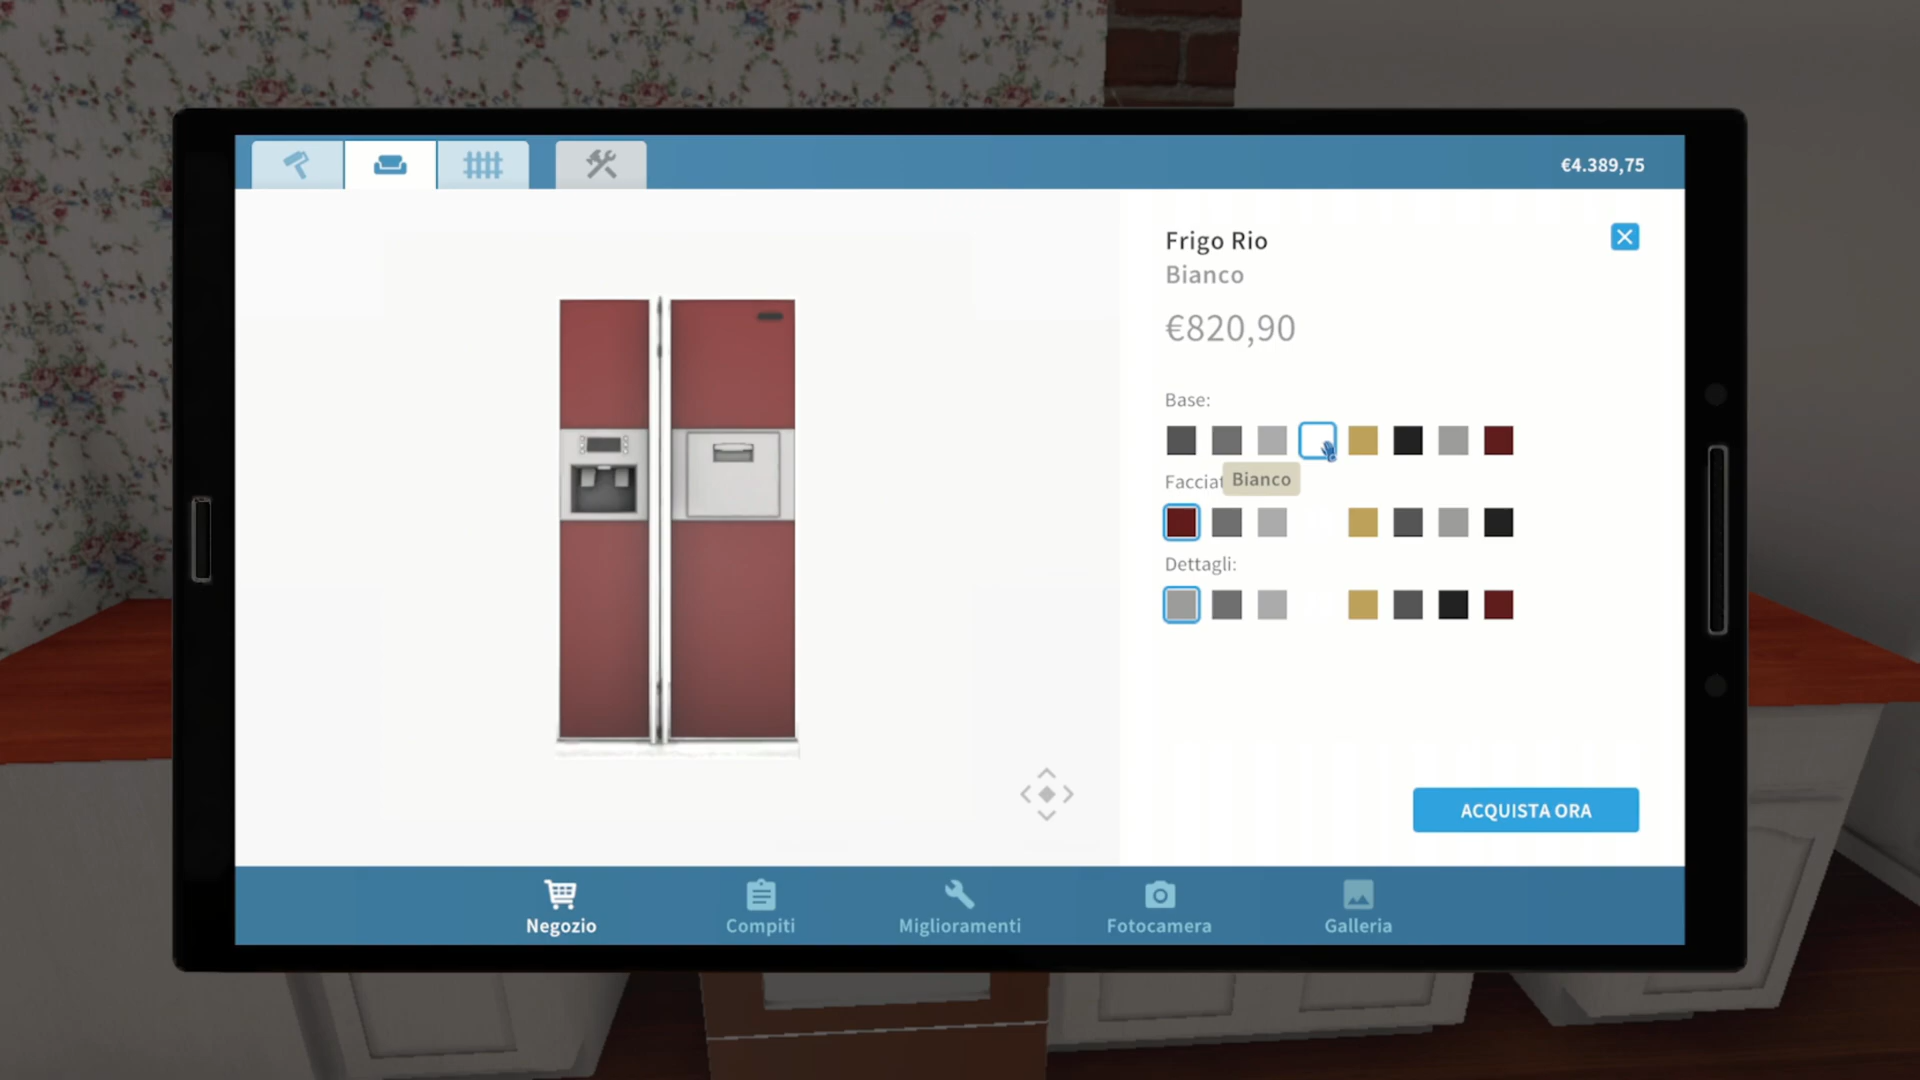 €4.389,75
Frigo Rio
Bianco
€820,90
Base:
Bianco
Facciat
Dettagli:
ACQUISTA ORA
Negozio
Compiti
Miglioramenti
Fotocamera
Galleria